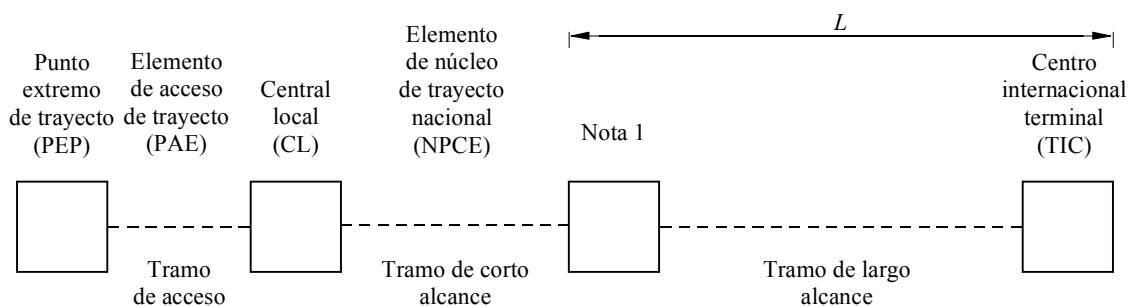 L
Punto
extremo
de trayecto
(PEP)
Elemento
de acceso
de trayecto
(PAE)
Central
local
(CL)
Elemento
de núcleo
de trayecto
nacional
(NPCE)
Nota 1
Centro
internacional
terminal
(TIC)
Tramo
de acceso
Tramo de corto
alcance
Tramo de largo
alcance